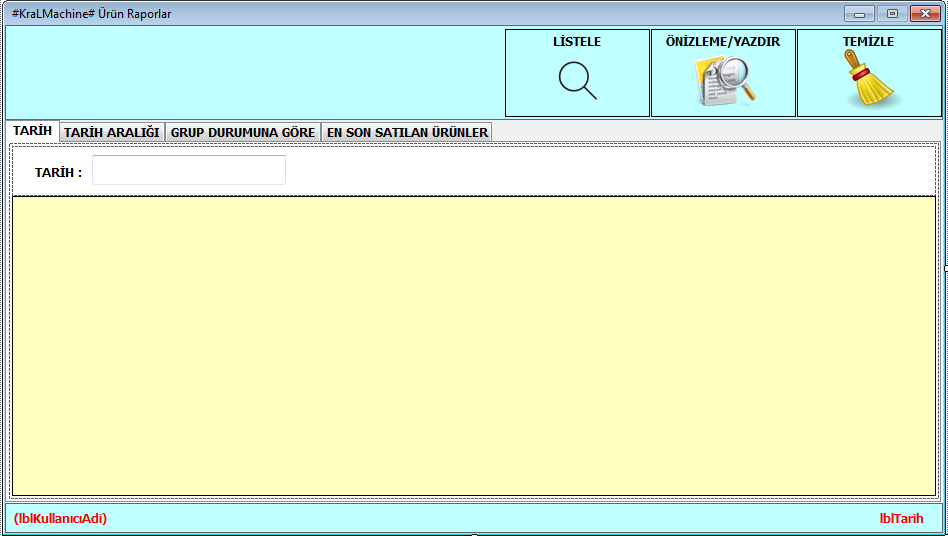 #KraLMachine# Ürün Raporlar
LİSTELE
ÖNİZLEME/YAZDIR
TEMİZLE
TARİH
TARİH ARALIĞI
GRUP DURUMUNA GÖRE
EN SON SATILAN ÜRÜNLER
TARİH :
(lblKullanıcıAdi)
lblTarih